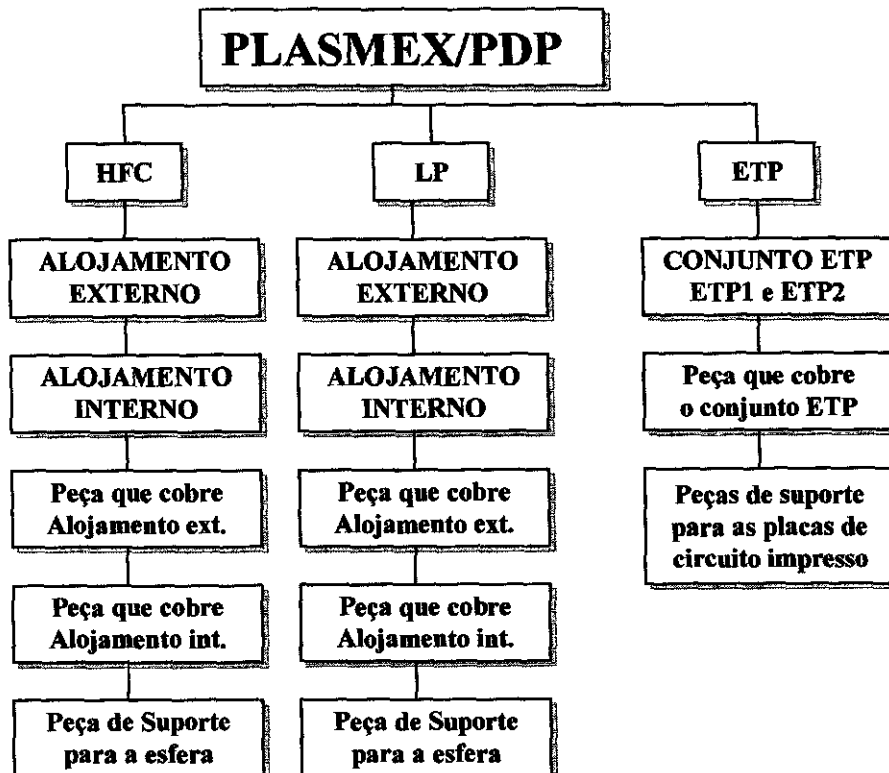 PLASMEX/PDP
HFC
ALOJAMENTO
EXTERNO
ALOJAMENTO
INTERNO
Peça que cobre
Alojamento ext.
Peça que cobre
Alojamento int.
Peça de Suporte
para a esfera
LP
ALOJAMENTO
EXTERNO
ALOJAMENTO
INTERNO
Peça que cobre
Alojamento ext.
Peça que cobre
Alojamento int.
Peça de Suporte
para a esfera
ETP
CONJUNTO ETP
ETP1 e ETP2
Peça que cobre
o conjunto ETP
Peças de suporte
para as placas de
circuito impresso